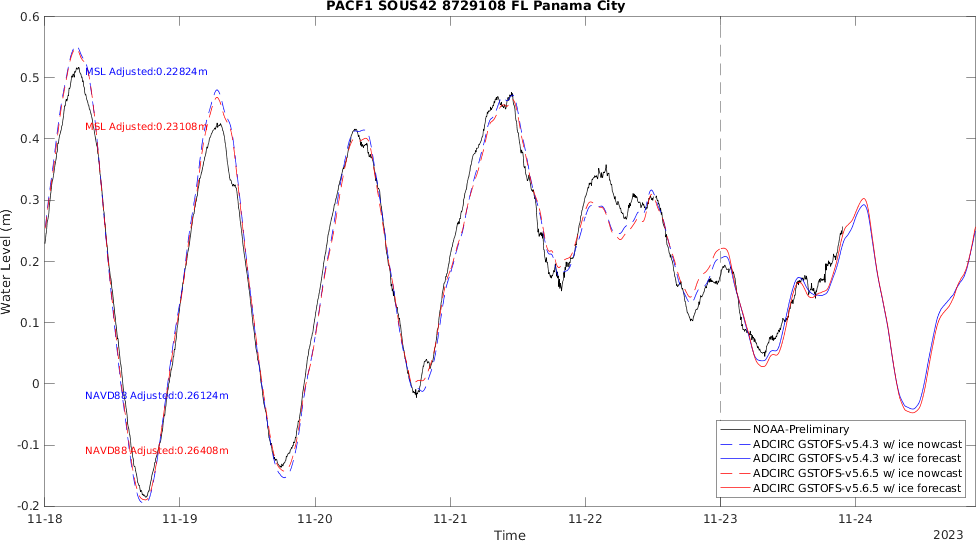 PACF1 SOUS42 8729108 FL Panama City
0.6
0.5
0.4
0.3
0.2
0.1
0
-0.1
-0.2
Water Level (m)
MSL Adjusted:0.22824m
MSL Adjusted:0.23108m
NAVD88 Adjusted:0.26124m
NAVD88 Adjusted:0.26408m
NOAA-Preliminary
ADCIRC GSTOFS-v5.4.3 w/ ice nowcast
ADCIRC GSTOFS-v5.4.3 w/ ice forecast
ADCIRC GSTOFS-v5.6.5 w/ ice nowcast
ADCIRC GSTOFS-v5.6.5 w/ ice forecast
11-18 11-19 11-20 11-21 11-22 11-23 11-24
Time
2023